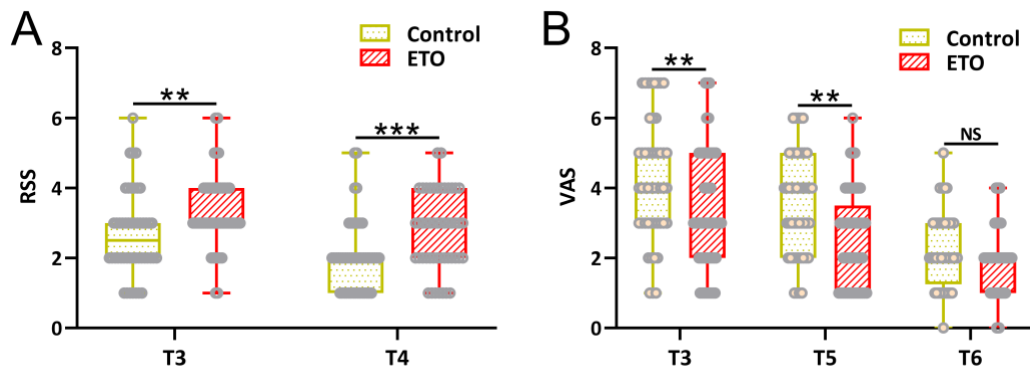 A
Control
ETO
RSS
8
6
4
2
0
**
***
T3
T4
B
Control
ETO
VAS
8
6
4
2
0
**
**
NS
T3
T5
T6